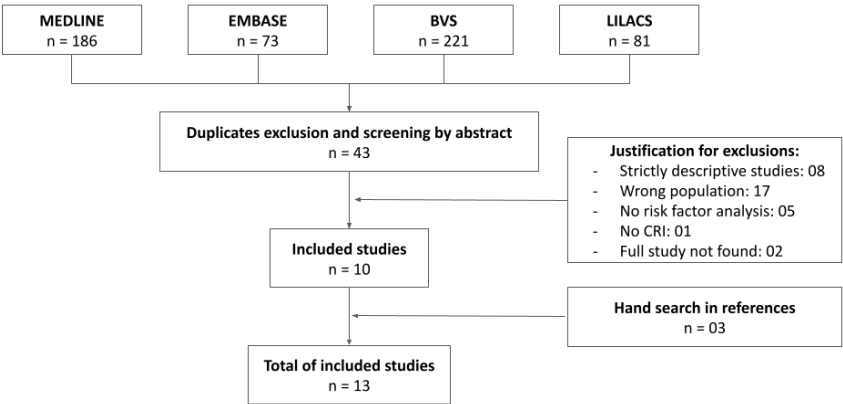 MEDLINE
n = 186
EMBASE
n = 73
BVS
n = 221
LILACS
n = 81
Duplicates exclusion and screening by abstract
n = 43
Justification for exclusions:
- Strictly descriptive studies: 08
- Wrong population: 17
- No risk factor analysis: 05
- No CRI: 01
- Full study not found: 02
Included studies
n = 10
Hand search in references
n = 03
Total of included studies
n = 13